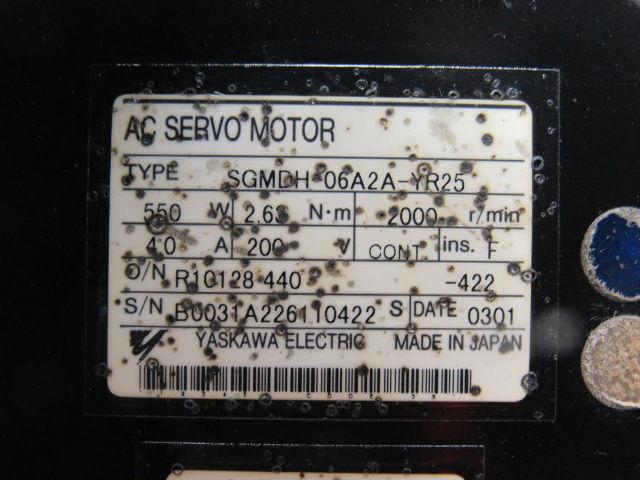 AC SERVO MOTOR
TYPE SGMDH-06A2A-YR25
550 W 2.63 N·m 2000 r/min
4.0 A 200 V CONT. ins. F
O/N R10128 440 -422
S/N B0031A226110422 S DATE 0301
YASKAWA ELECTRIC MADE IN JAPAN